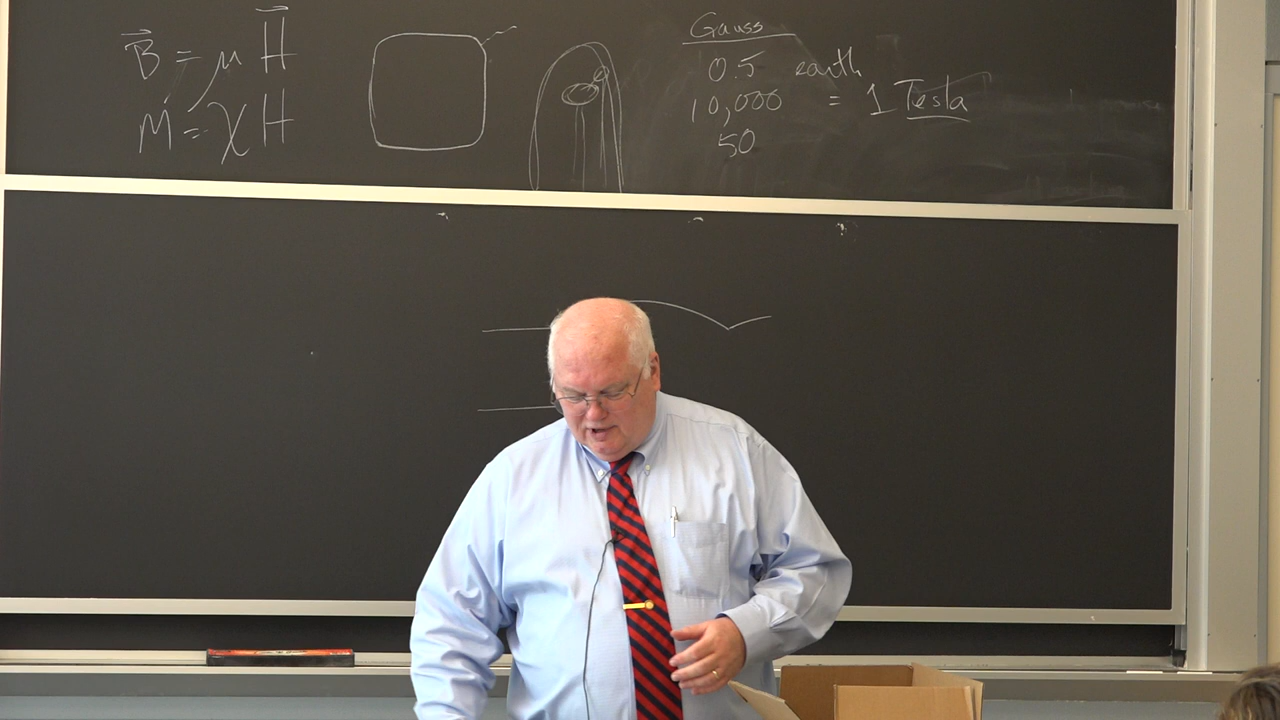 B⃗ = μ H⃗
M = χ H
Gauss
0.5 earth
10,000 = 1 Tesla
50